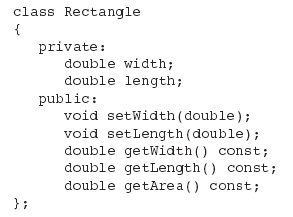 class Rectangle
{
   private:
      double width;
      double length;
   public:
      void setWidth(double);
      void setLength(double);
      double getWidth() const;
      double getLength() const;
      double getArea() const;
};